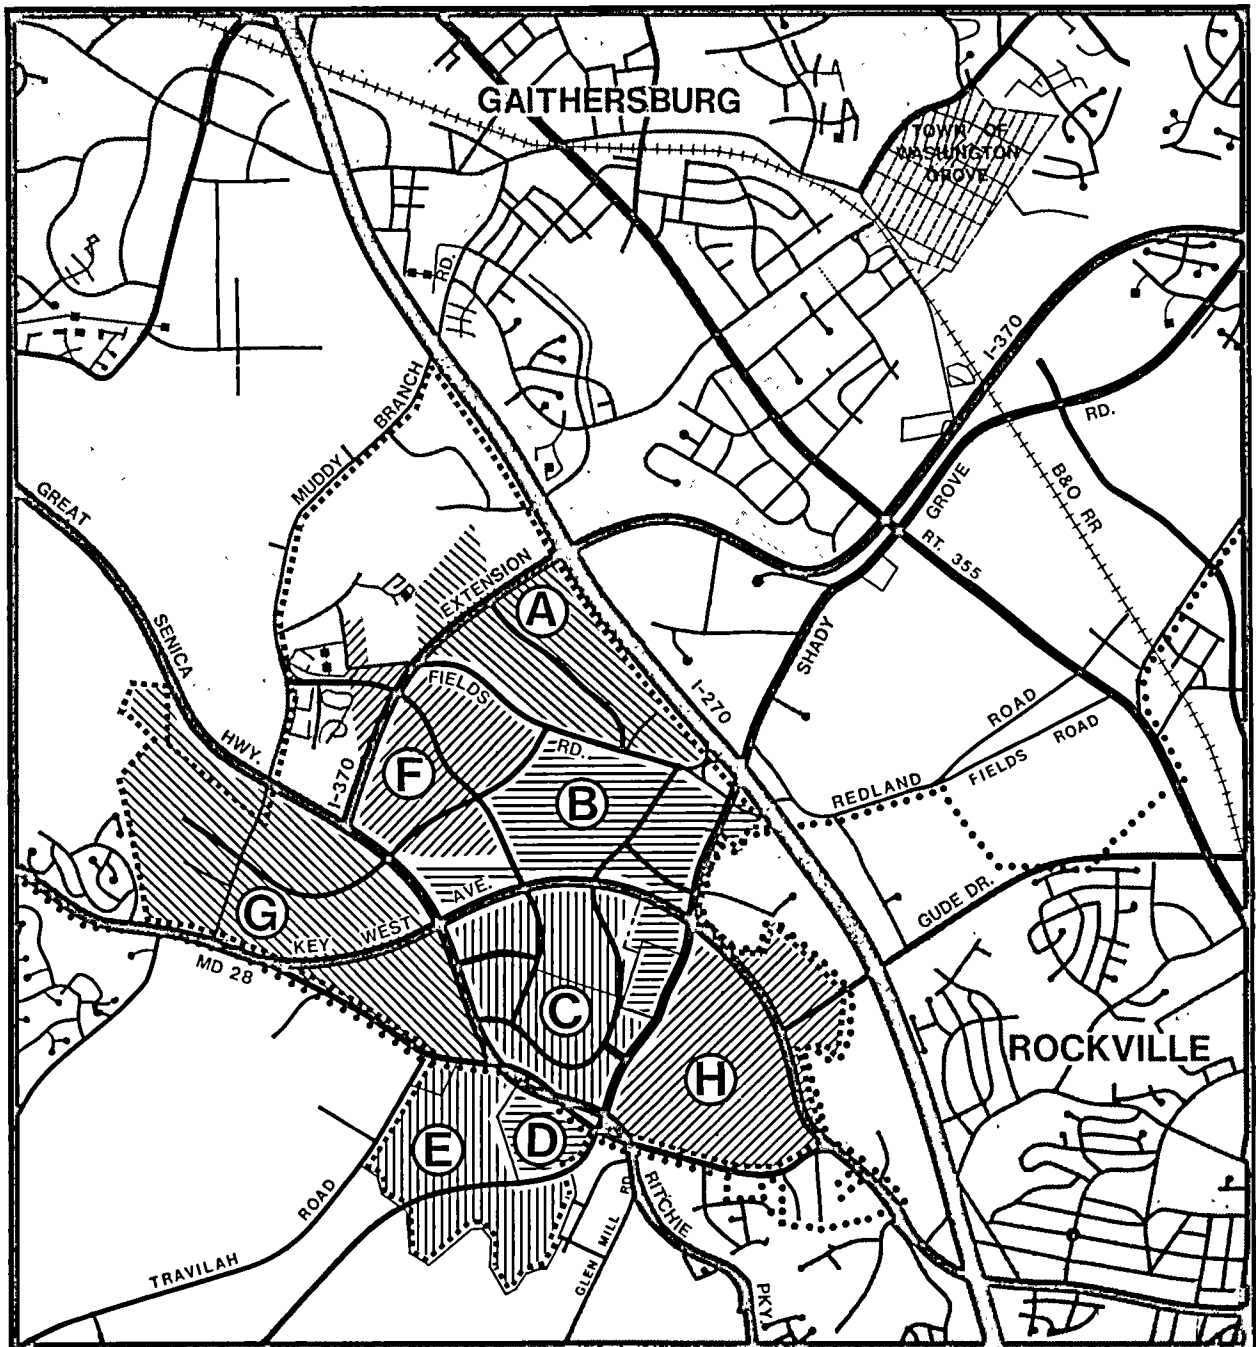 GAITHERSBURG
TOWN OF
WASHINGTON
GROVE
RD.
I-370
MUDDY BRANCH
RD.
GROVE
B&O RR
GREAT
RT. 355
EXTENSION
A
SENICA
SHADY
FIELDS
I-270
ROAD
HWY.
RD.
FIELDS ROAD
F
I-370
B
REDLAND
AVE.
GUDE DR.
G
KEY WEST
MD 28
C
ROCKVILLE
H
D
E
ROAD
RITCHIE
RD.
MILL
TRAVILAH
GLEN
PKY.